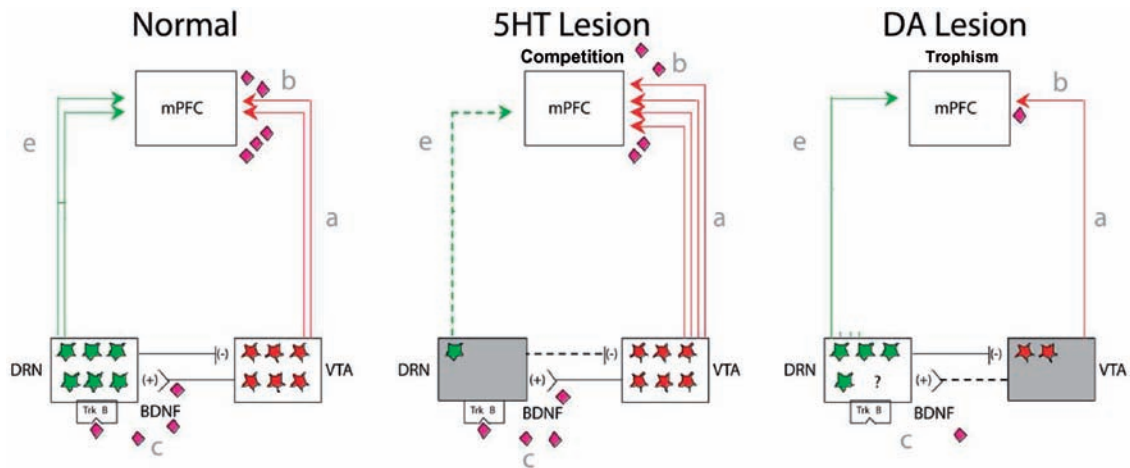 Normal
b
mPFC
e
a
DRN
(-)
VTA
(+)
Trk B
BDNF
c
5HT Lesion
Competition
b
mPFC
e
a
DRN
(-)
VTA
(+)
Trk B
BDNF
c
DA Lesion
Trophism
b
mPFC
e
a
DRN
(-)
VTA
?
(+)
Trk B
BDNF
c